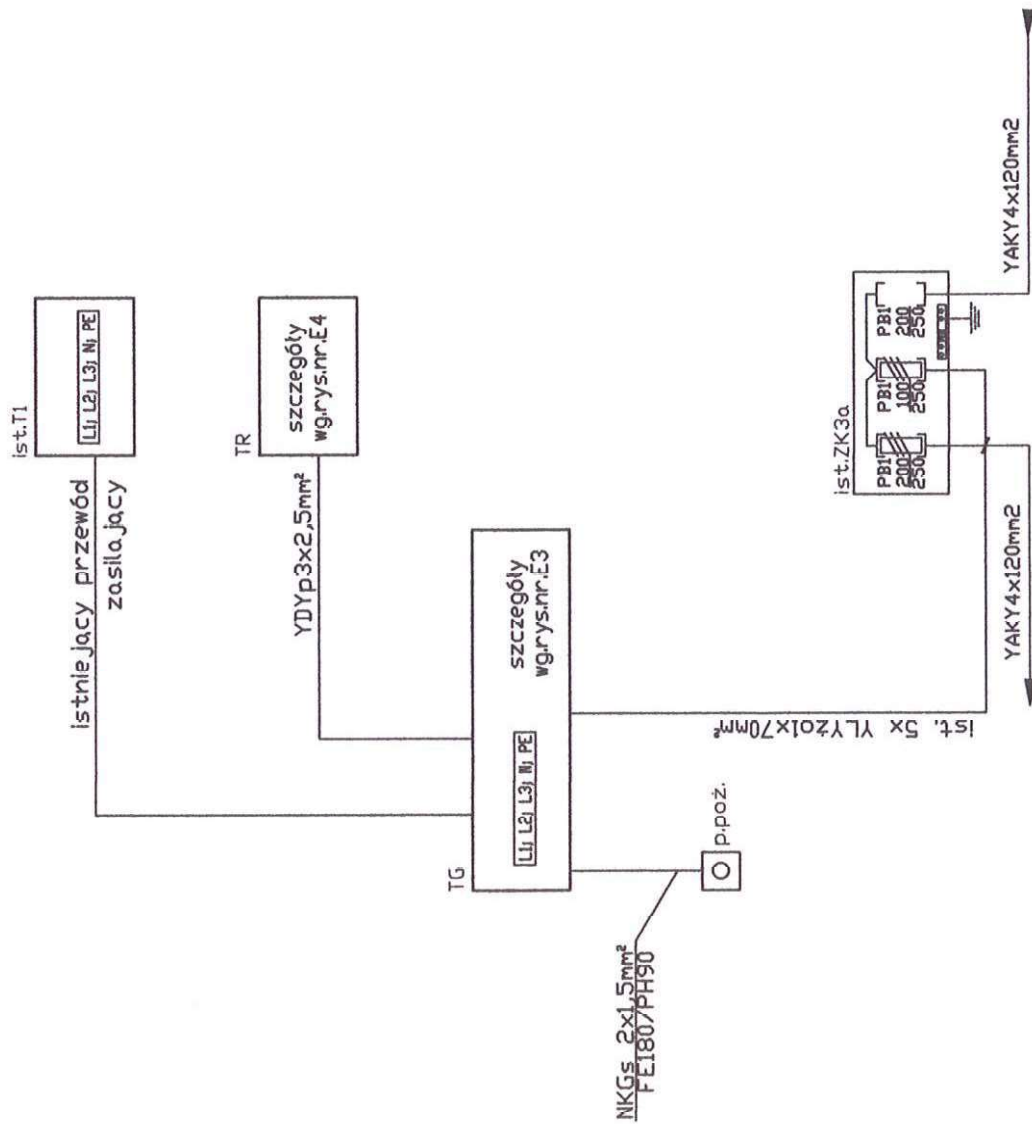 ist.T1
L1; L2; L3; N; PE
istniejący przewód
zasilający
TR
szczegóły
wg.rys.nr.E4
YDYp3x2,5mm²
TG
L1; L2; L3; N; PE
szczegóły
wg.rys.nr.E3
p.poż.
NKGs 2x1,5mm²
FE180/PH90
ist. 5x YLYżo1x70mm²
ist.ZK3a
PB1
200
250
PB1
100
250
PB1
200
250
YAKY4x120mm2
YAKY4x120mm2